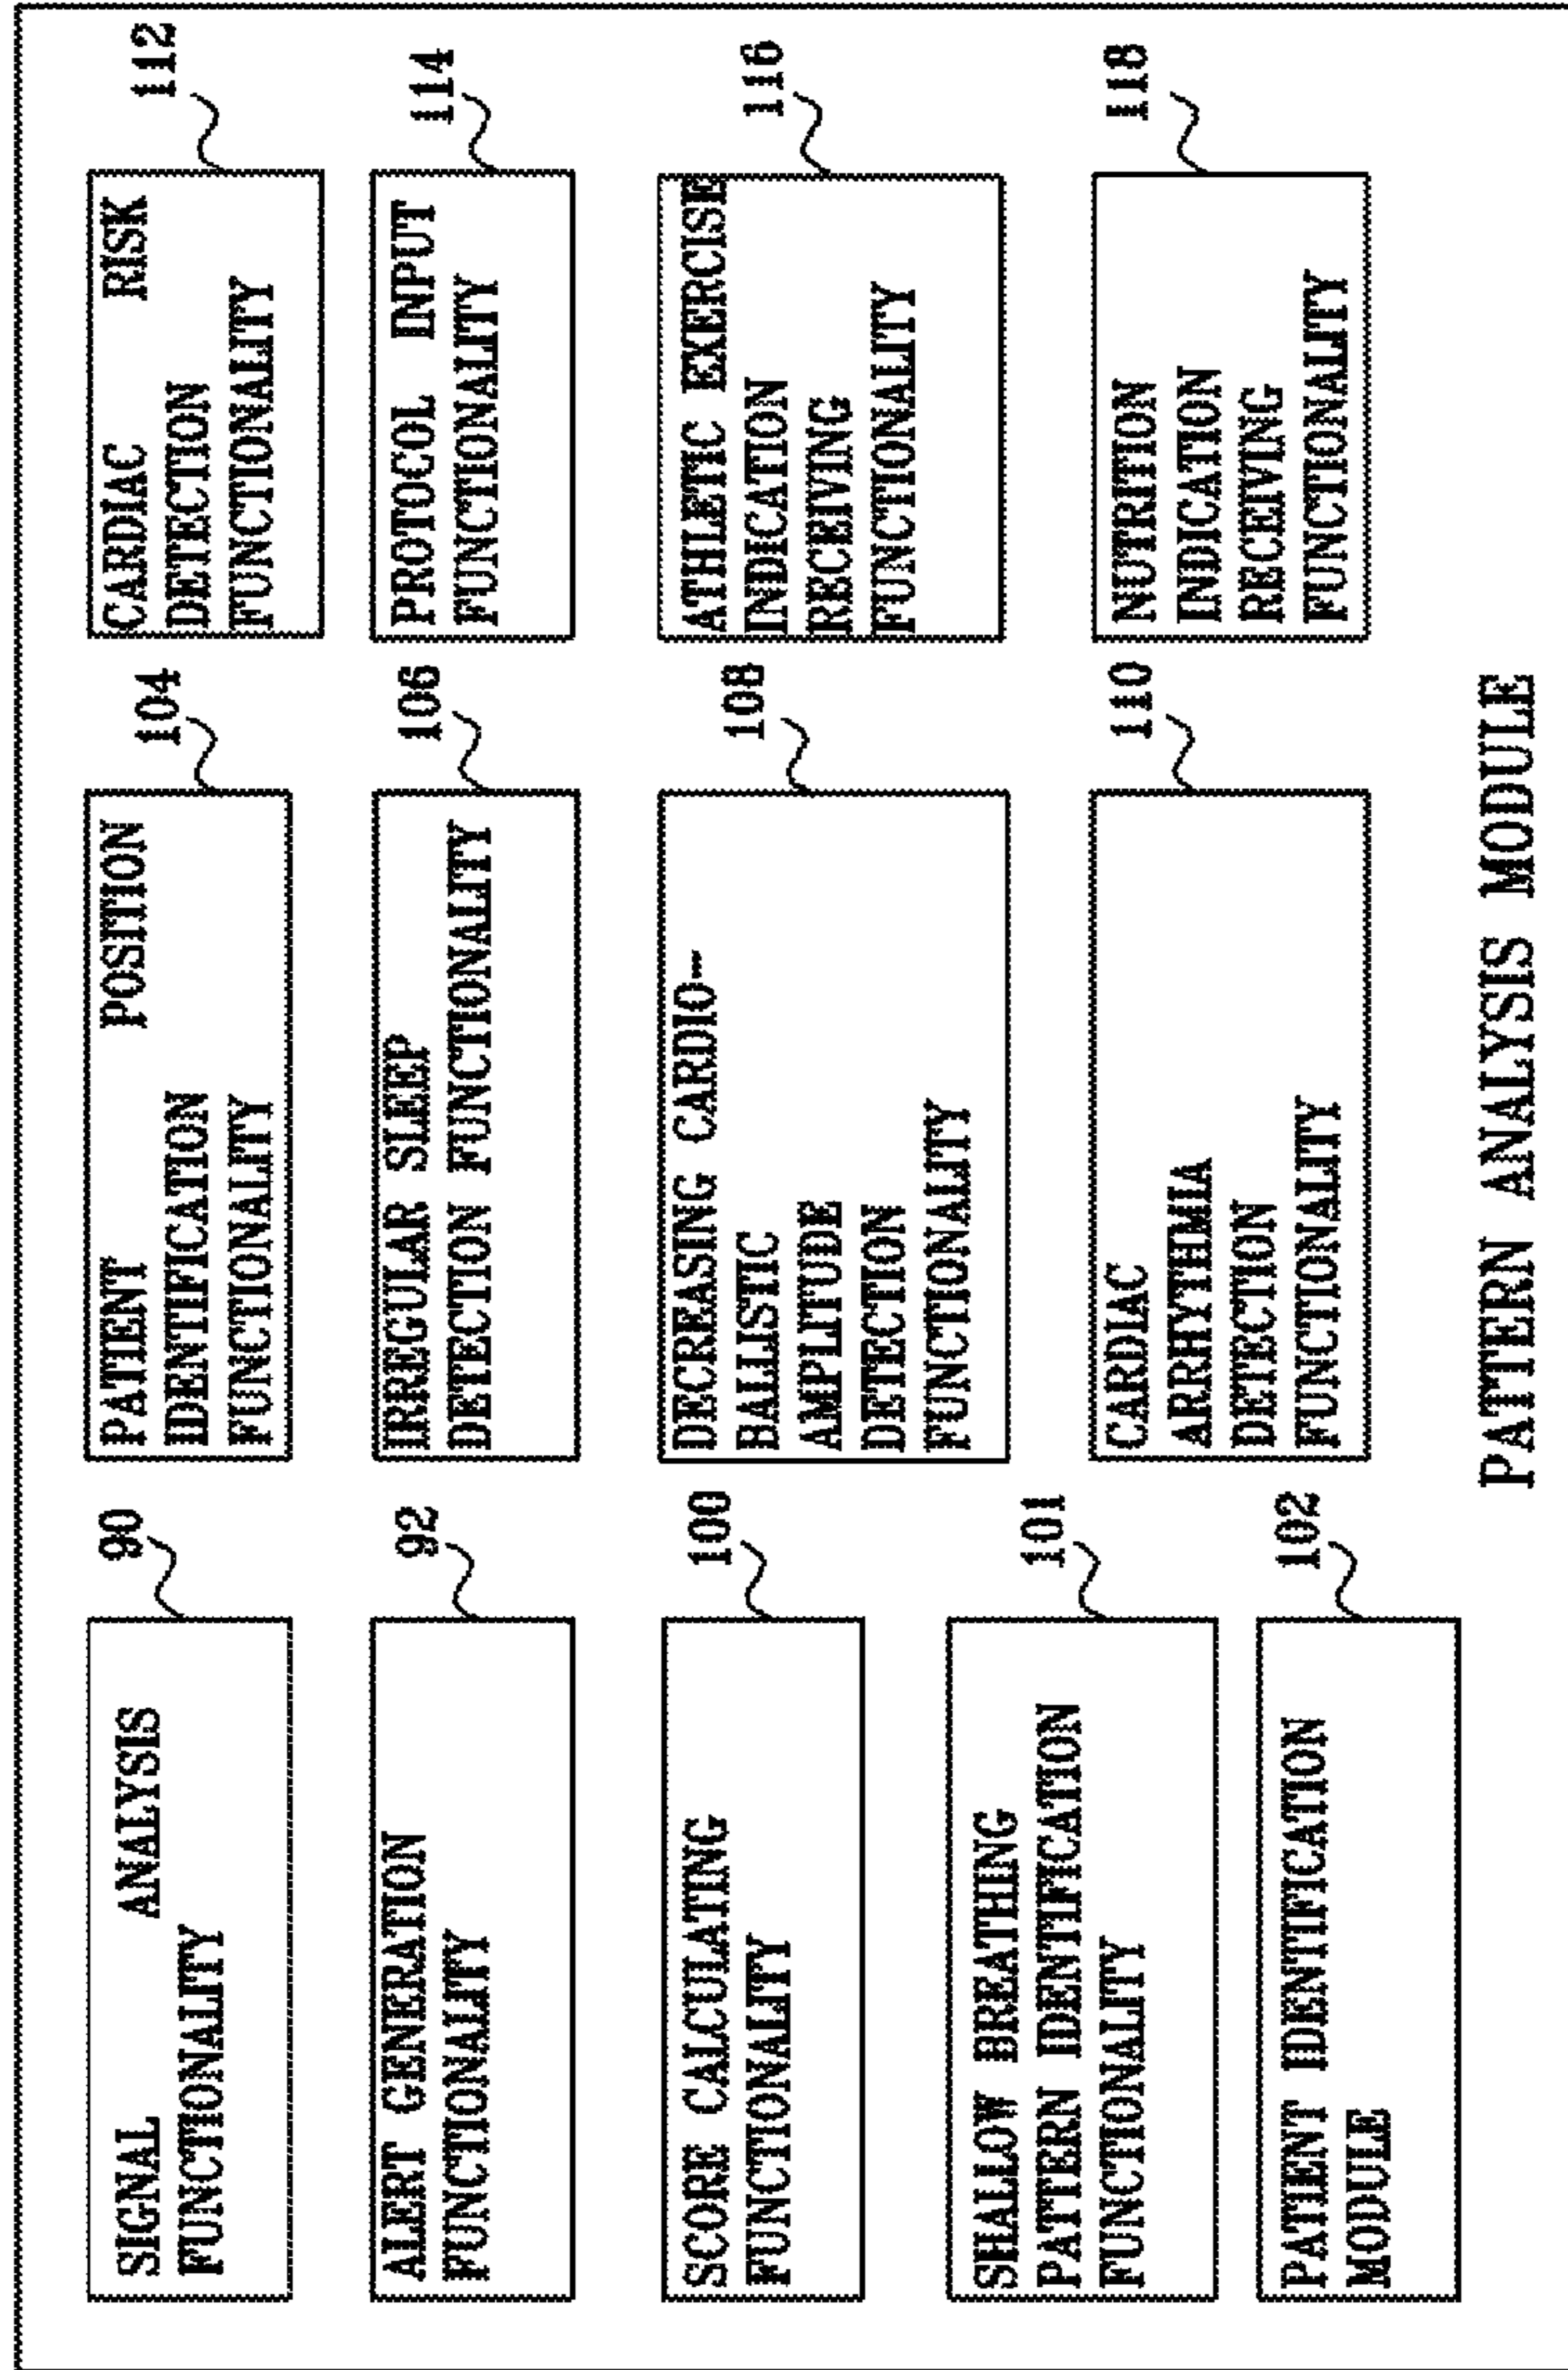 SIGNAL ANALYSIS
FUNCTIONALITY
90
ALERT GENERATION
FUNCTIONALITY
92
SCORE CALCULATING
FUNCTIONALITY
100
SHALLOW BREATHING
PATTERN IDENTIFICATION
FUNCTIONALITY
101
PATIENT IDENTIFICATION
MODULE
102
PATIENT POSITION
IDENTIFICATION
FUNCTIONALITY
104
IRREGULAR SLEEP
DETECTION FUNCTIONALITY
106
DECREASING CARDIO-
BALLISTIC
AMPLITUDE
DETECTION
FUNCTIONALITY
108
CARDIAC
ARRHYTHMIA
DETECTION
FUNCTIONALITY
110
CARDIAC RISK
DETECTION
FUNCTIONALITY
112
PROTOCOL INPUT
FUNCTIONALITY
114
ATHLETIC EXERCISE
INDICATION
RECEIVING
FUNCTIONALITY
116
NUTRITION
INDICATION
RECEIVING
FUNCTIONALITY
118
PATTERN ANALYSIS MODULE